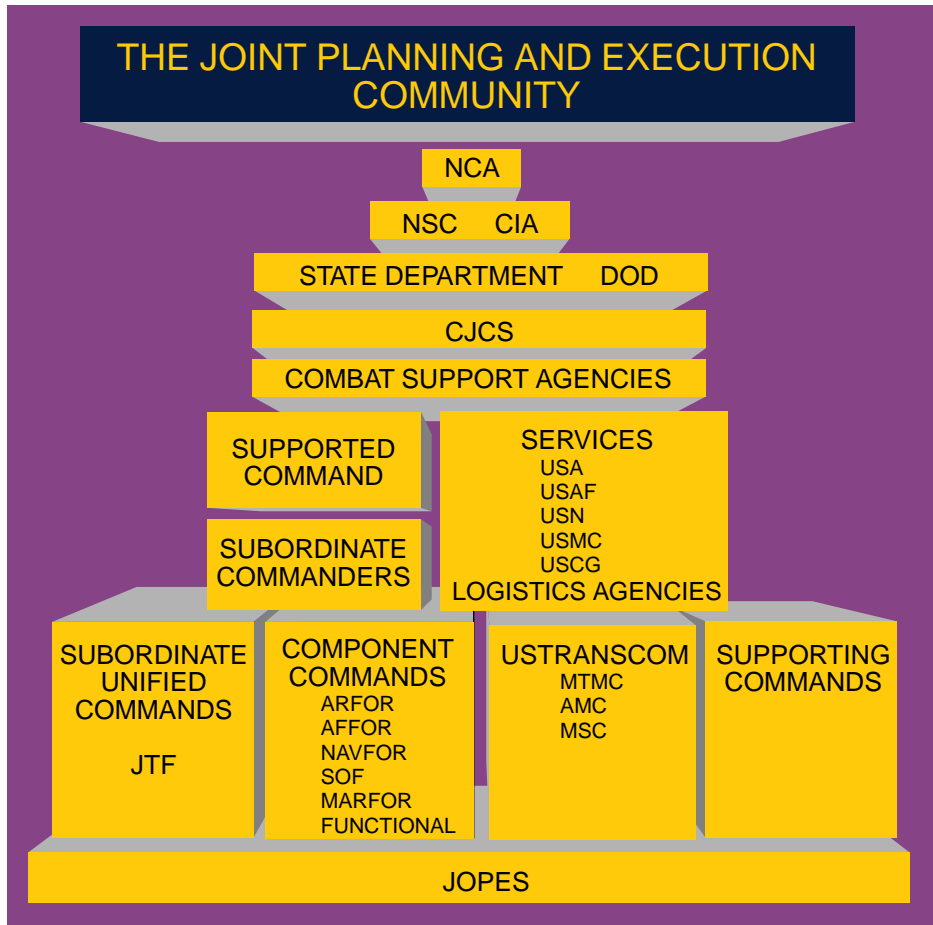 THE JOINT PLANNING AND EXECUTION
COMMUNITY
NCA
NSC CIA
STATE DEPARTMENT DOD
CJCS
COMBAT SUPPORT AGENCIES
SUPPORTED
COMMAND
SUBORDINATE
COMMANDERS
SERVICES
USA
USAF
USN
USMC
USCG
LOGISTICS AGENCIES
SUBORDINATE
UNIFIED
COMMANDS
JTF
COMPONENT
COMMANDS
ARFOR
AFFOR
NAVFOR
SOF
MARFOR
FUNCTIONAL
USTRANSCOM
MTMC
AMC
MSC
SUPPORTING
COMMANDS
JOPES